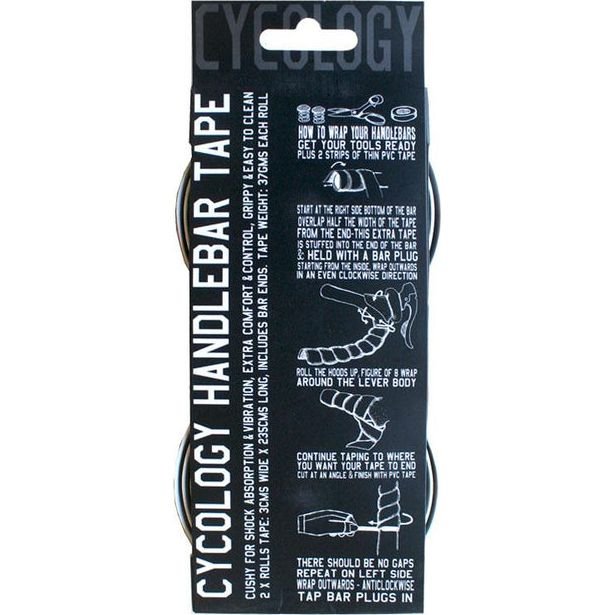 CYCOLOGY
CYCOLOGY HANDLEBAR TAPE
CUSHY FOR SHOCK ABSORPTION & VIBRATION, EXTRA COMFORT & CONTROL, GRIPPY & EASY TO CLEAN
2 X ROLLS TAPE: 3CMS WIDE X 235CMS LONG, INCLUDES BAR ENDS. TAPE WEIGHT: 37GMS EACH ROLL
HOW TO WRAP YOUR HANDLEBARS
GET YOUR TOOLS READY
PLUS 2 STRIPS OF THIN PVC TAPE
START AT THE RIGHT SIDE BOTTOM OF THE BAR
OVERLAP HALF THE WIDTH OF THE TAPE
FROM THE END-THIS EXTRA TAPE
IS STUFFED INTO THE END OF THE BAR
& HELD WITH A BAR PLUG
STARTING FROM THE INSIDE, WRAP OUTWARDS
IN AN EVEN CLOCKWISE DIRECTION
ROLL THE HOODS UP, FIGURE OF 8 WRAP
AROUND THE LEVER BODY
CONTINUE TAPING TO WHERE
YOU WANT YOUR TAPE TO END
CUT AT AN ANGLE & FINISH WITH PVC TAPE
THERE SHOULD BE NO GAPS
REPEAT ON LEFT SIDE
WRAP OUTWARDS - ANTICLOCKWISE
TAP BAR PLUGS IN